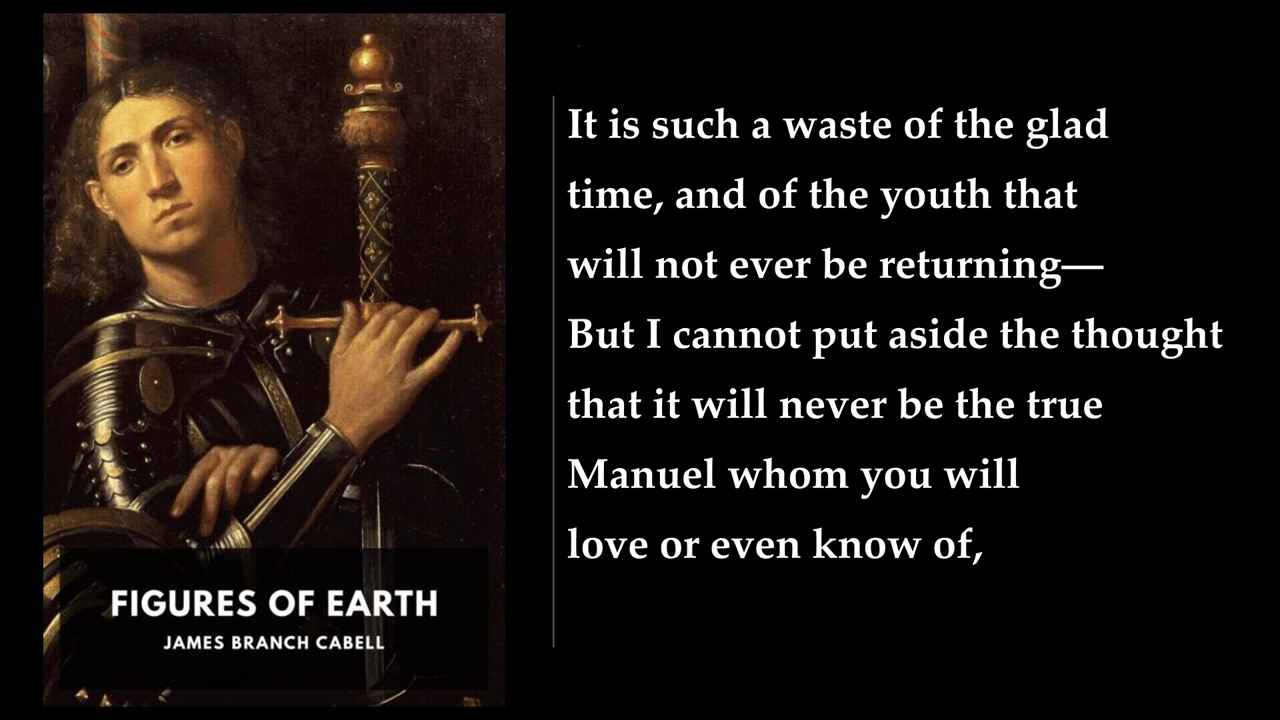 FIGURES OF EARTH
JAMES BRANCH CABELL
It is such a waste of the glad
time, and of the youth that
will not ever be returning—
But I cannot put aside the thought
that it will never be the true
Manuel whom you will
love or even know of,